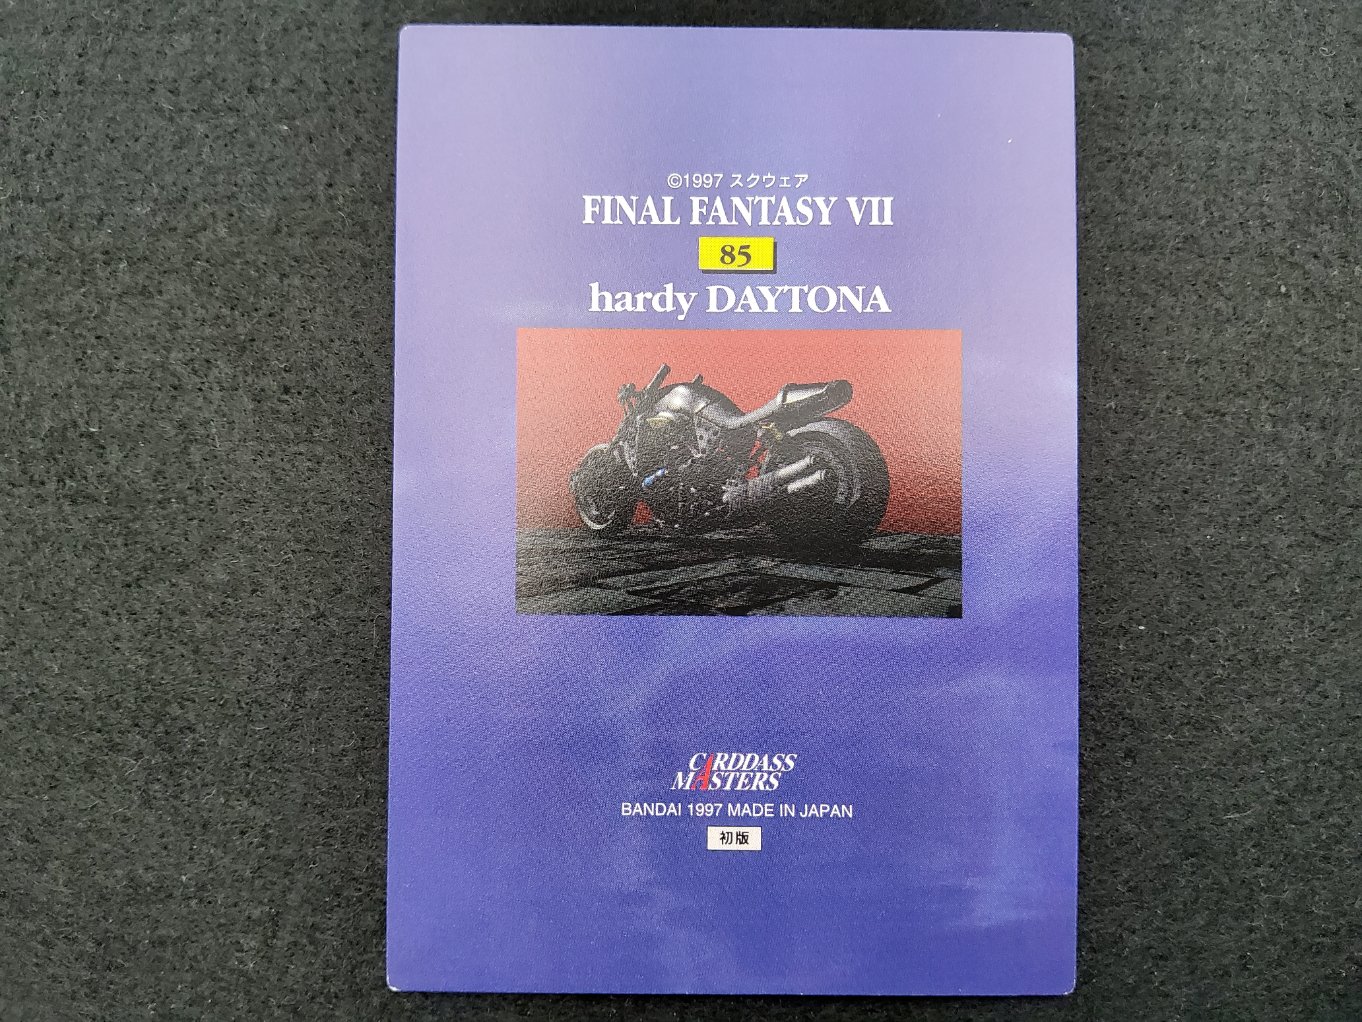 ©1997 スクウェア
FINAL FANTASY VII
85
hardy DAYTONA
CARDDASS
MASTERS
BANDAI 1997 MADE IN JAPAN
初版